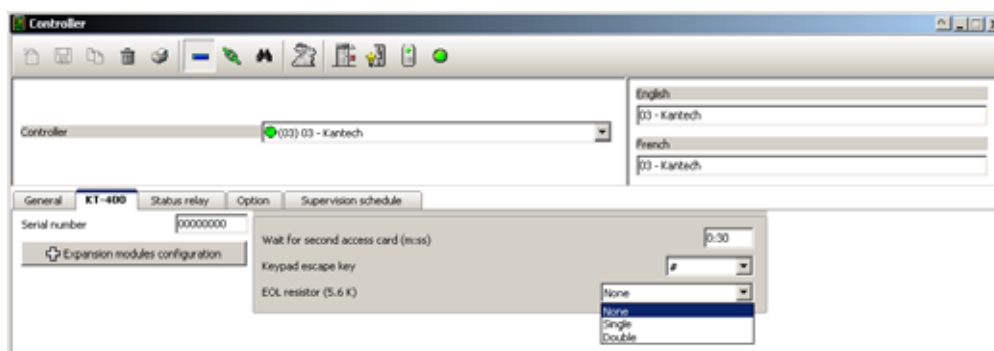 Controller
English
03 - Kantech
Controller
(03) 03 - Kantech
French
03 - Kantech
General KT-400 Status relay Option Supervision schedule
Serial number 00000000
Wait for second access card (m:ss) 0:30
Expansion modules configuration
Keypad escape key #
EOL resistor (5.6 K) None
None
Single
Double